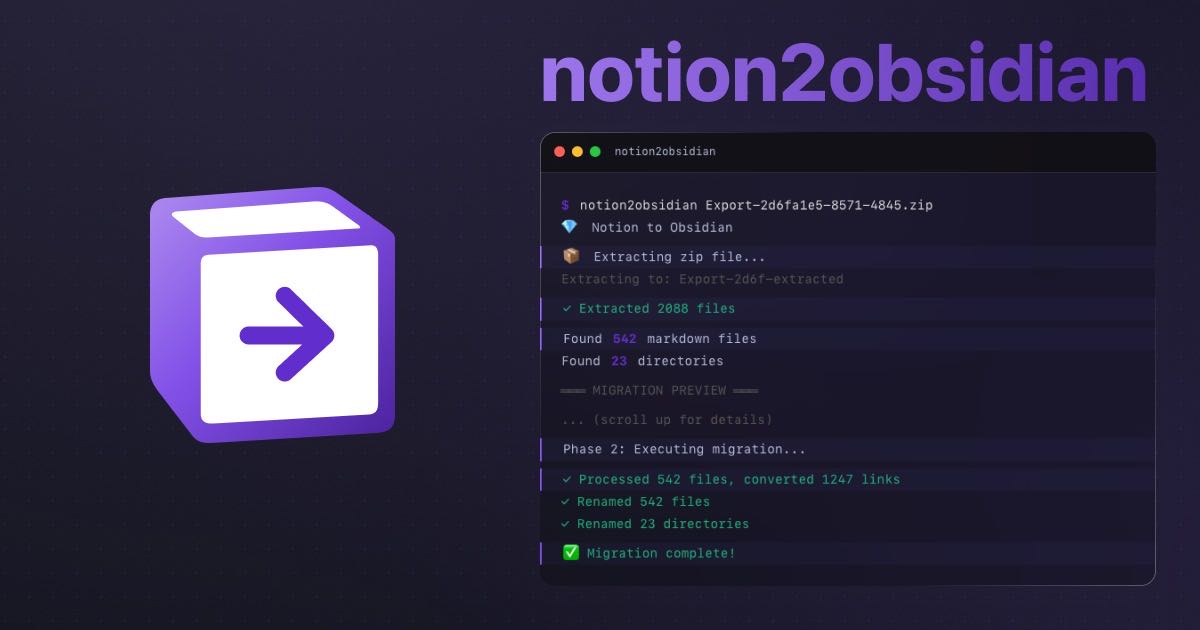 notion2obsidian
notion2obsidian
$ notion2obsidian Export-2d6fa1e5-8571-4845.zip
💎 Notion to Obsidian
📦 Extracting zip file...
Extracting to: Export-2d6f-extracted
✓ Extracted 2088 files
Found 542 markdown files
Found 23 directories
═══ MIGRATION PREVIEW ═══
... (scroll up for details)
Phase 2: Executing migration...
✓ Processed 542 files, converted 1247 links
✓ Renamed 542 files
✓ Renamed 23 directories
✅ Migration complete!